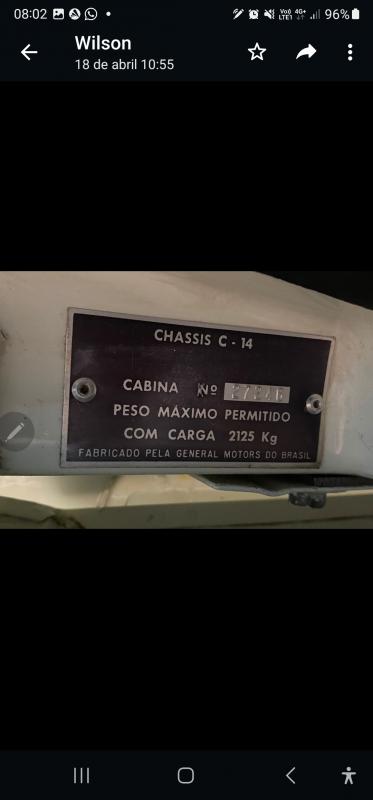 08:02
96%
Wilson
18 de abril 10:55
CHASSIS C - 14
CABINA Nº
PESO MÁXIMO PERMITIDO
COM CARGA 2125 Kg
FABRICADO PELA GENERAL MOTORS DO BRASIL